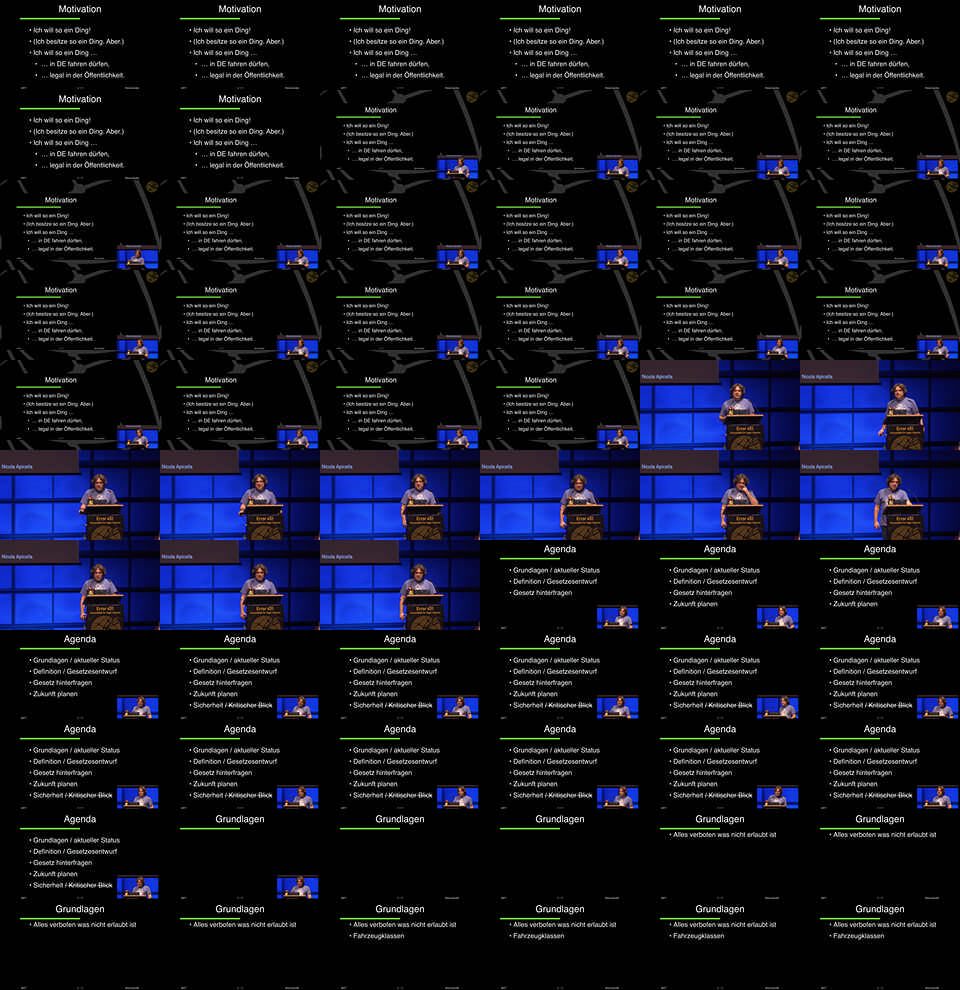 Motivation
• Ich will so ein Ding!
• (Ich besitze so ein Ding. Aber.)
• Ich will so ein Ding …
• … in DE fahren dürfen,
• … legal in der Öffentlichkeit.
Nicola Apicella
Error 451
Agenda
• Grundlagen / aktueller Status
• Definition / Gesetzesentwurf
• Gesetz hinterfragen
• Zukunft planen
• Sicherheit / Kritischer Blick
Grundlagen
• Alles verboten was nicht erlaubt ist
• Fahrzeugklassen